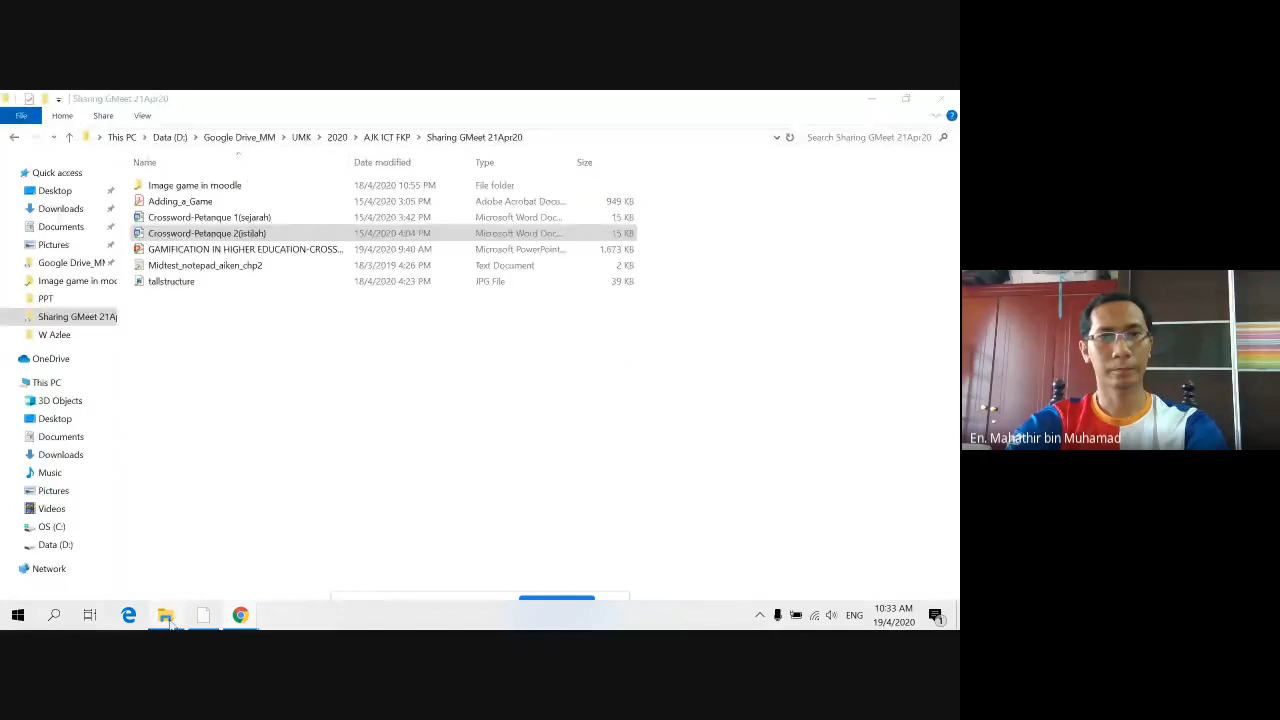 Sharing GMeet 21Apr20
File Home Share View
This PC Data (D:) Google Drive_MM UMK 2020 AJK ICT FKP Sharing GMeet 21Apr20 Search Sharing GMeet 21Apr20
Name Date modified Type Size
Image game in moodle 18/4/2020 10:55 PM File folder
Adding_a_Game 15/4/2020 3:05 PM Adobe Acrobat Docu... 949 KB
Crossword-Petanque 1(sejarah) 15/4/2020 3:42 PM Microsoft Word Doc... 15 KB
Crossword-Petanque 2(istilah) 15/4/2020 4:04 PM Microsoft Word Doc... 15 KB
GAMIFICATION IN HIGHER EDUCATION-CROSS... 19/4/2020 9:40 AM Microsoft PowerPoint... 1,673 KB
Midtest_notepad_aiken_chp2 18/3/2019 4:26 PM Text Document 2 KB
tallstructure 18/4/2020 4:23 PM JPG File 39 KB
Quick access
Desktop
Downloads
Documents
Pictures
Google Drive_MM
Image game in moo
PPT
Sharing GMeet 21Ap
W Azlee
OneDrive
This PC
3D Objects
Desktop
Documents
Downloads
Music
Pictures
Videos
OS (C:)
Data (D:)
Network
En. Mahathir bin Muhamad
ENG
10:33 AM
19/4/2020
1